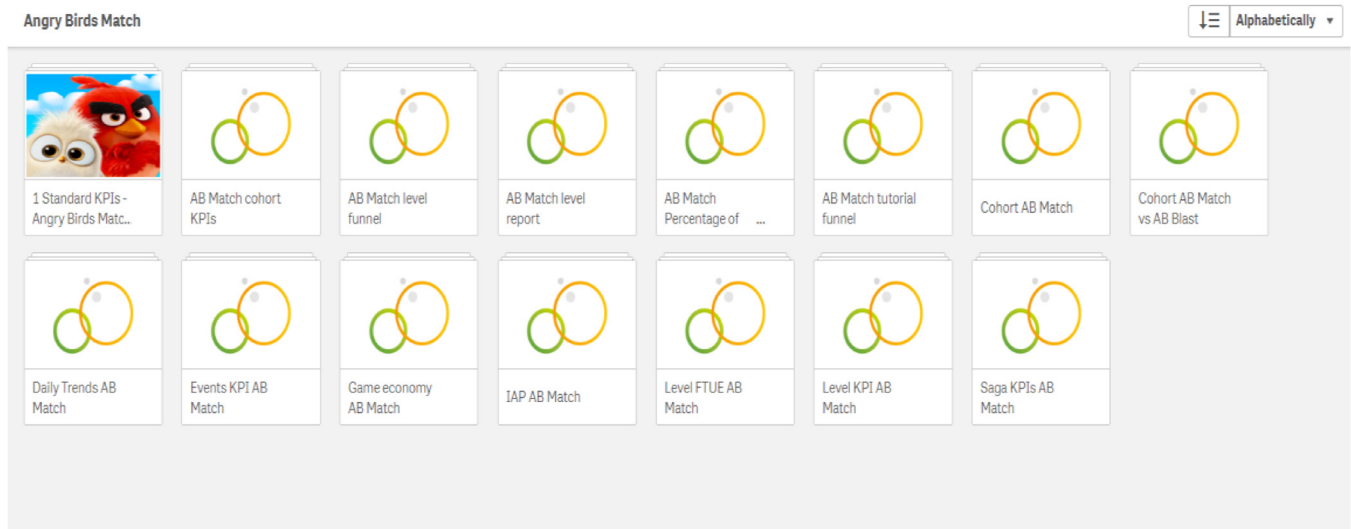 Angry Birds Match
Alphabetically
1 Standard KPIs -
Angry Birds Matc...
AB Match cohort
KPIs
AB Match level
funnel
AB Match level
report
AB Match
Percentage of ...
AB Match tutorial
funnel
Cohort AB Match
Cohort AB Match
vs AB Blast
Daily Trends AB
Match
Events KPI AB
Match
Game economy
AB Match
IAP AB Match
Level FTUE AB
Match
Level KPI AB
Match
Saga KPIs AB
Match